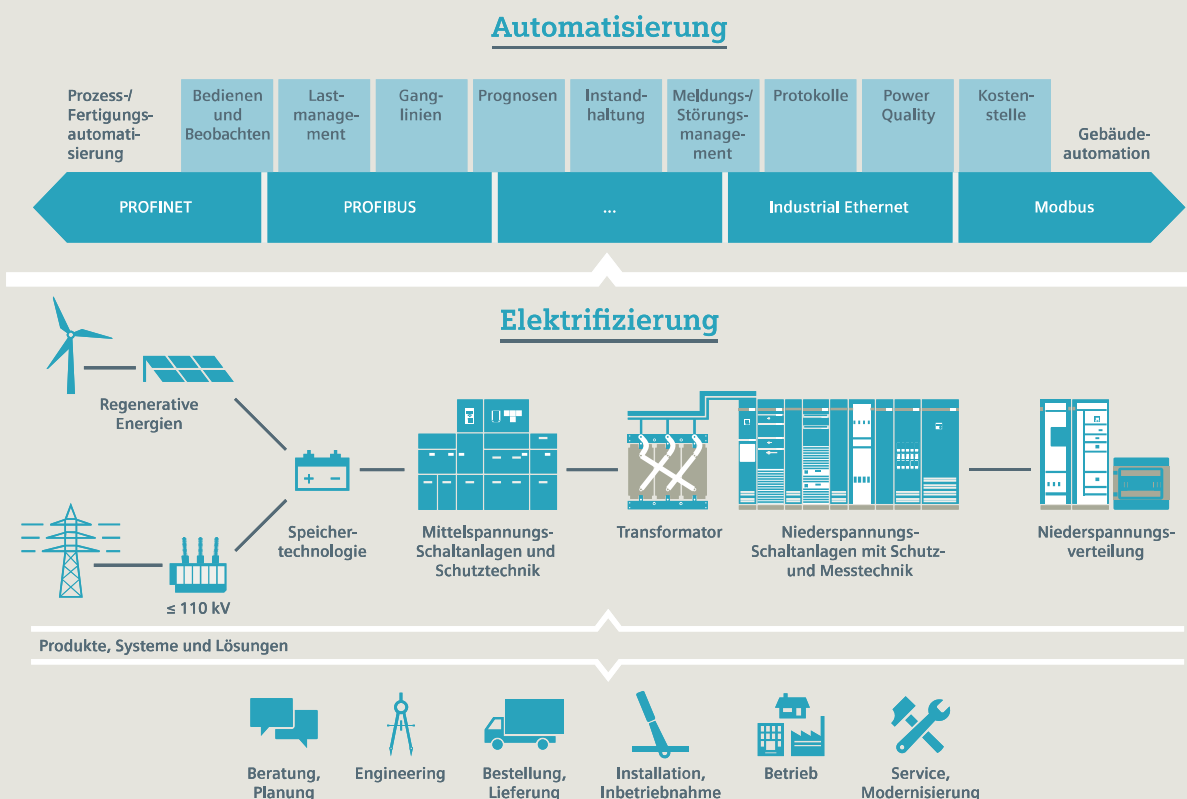 Automatisierung
Prozess-/
Fertigungs-
automati-
sierung
Bedienen
und
Beobachten
Last-
manage-
ment
Gang-
linien
Prognosen
Instand-
haltung
Meldungs-/
Störungs-
manage-
ment
Protokolle
Power
Quality
Kosten-
stelle
Gebäude-
automation
PROFINET
PROFIBUS
...
Industrial Ethernet
Modbus
Elektrifizierung
Regenerative
Energien
≤ 110 kV
Speicher-
technologie
Mittelspannungs-
Schaltanlagen und
Schutztechnik
Transformator
Niederspannungs-
Schaltanlagen mit Schutz-
und Messtechnik
Niederspannungs-
verteilung
Produkte, Systeme und Lösungen
Beratung,
Planung
Engineering
Bestellung,
Lieferung
Installation,
Inbetriebnahme
Betrieb
Service,
Modernisierung